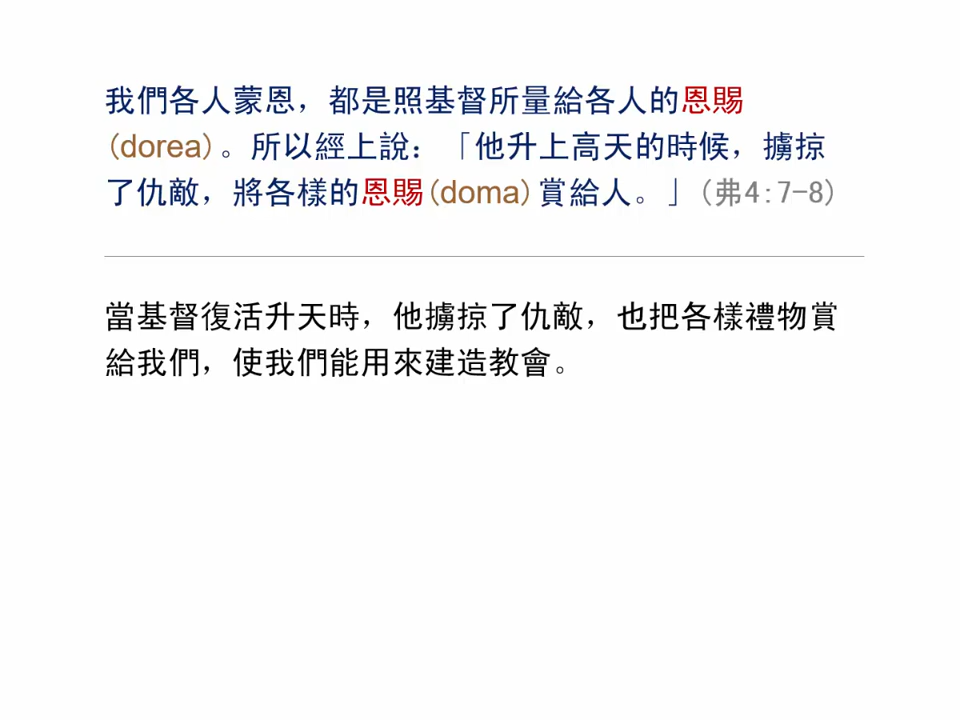 我們各人蒙恩，都是照基督所量給各人的恩賜
(dorea)。所以經上說：「他升上高天的時候，擄掠
了仇敵，將各樣的恩賜(doma)賞給人。」(弗4:7-8)
當基督復活升天時，他擄掠了仇敵，也把各樣禮物賞
給我們，使我們能用來建造教會。